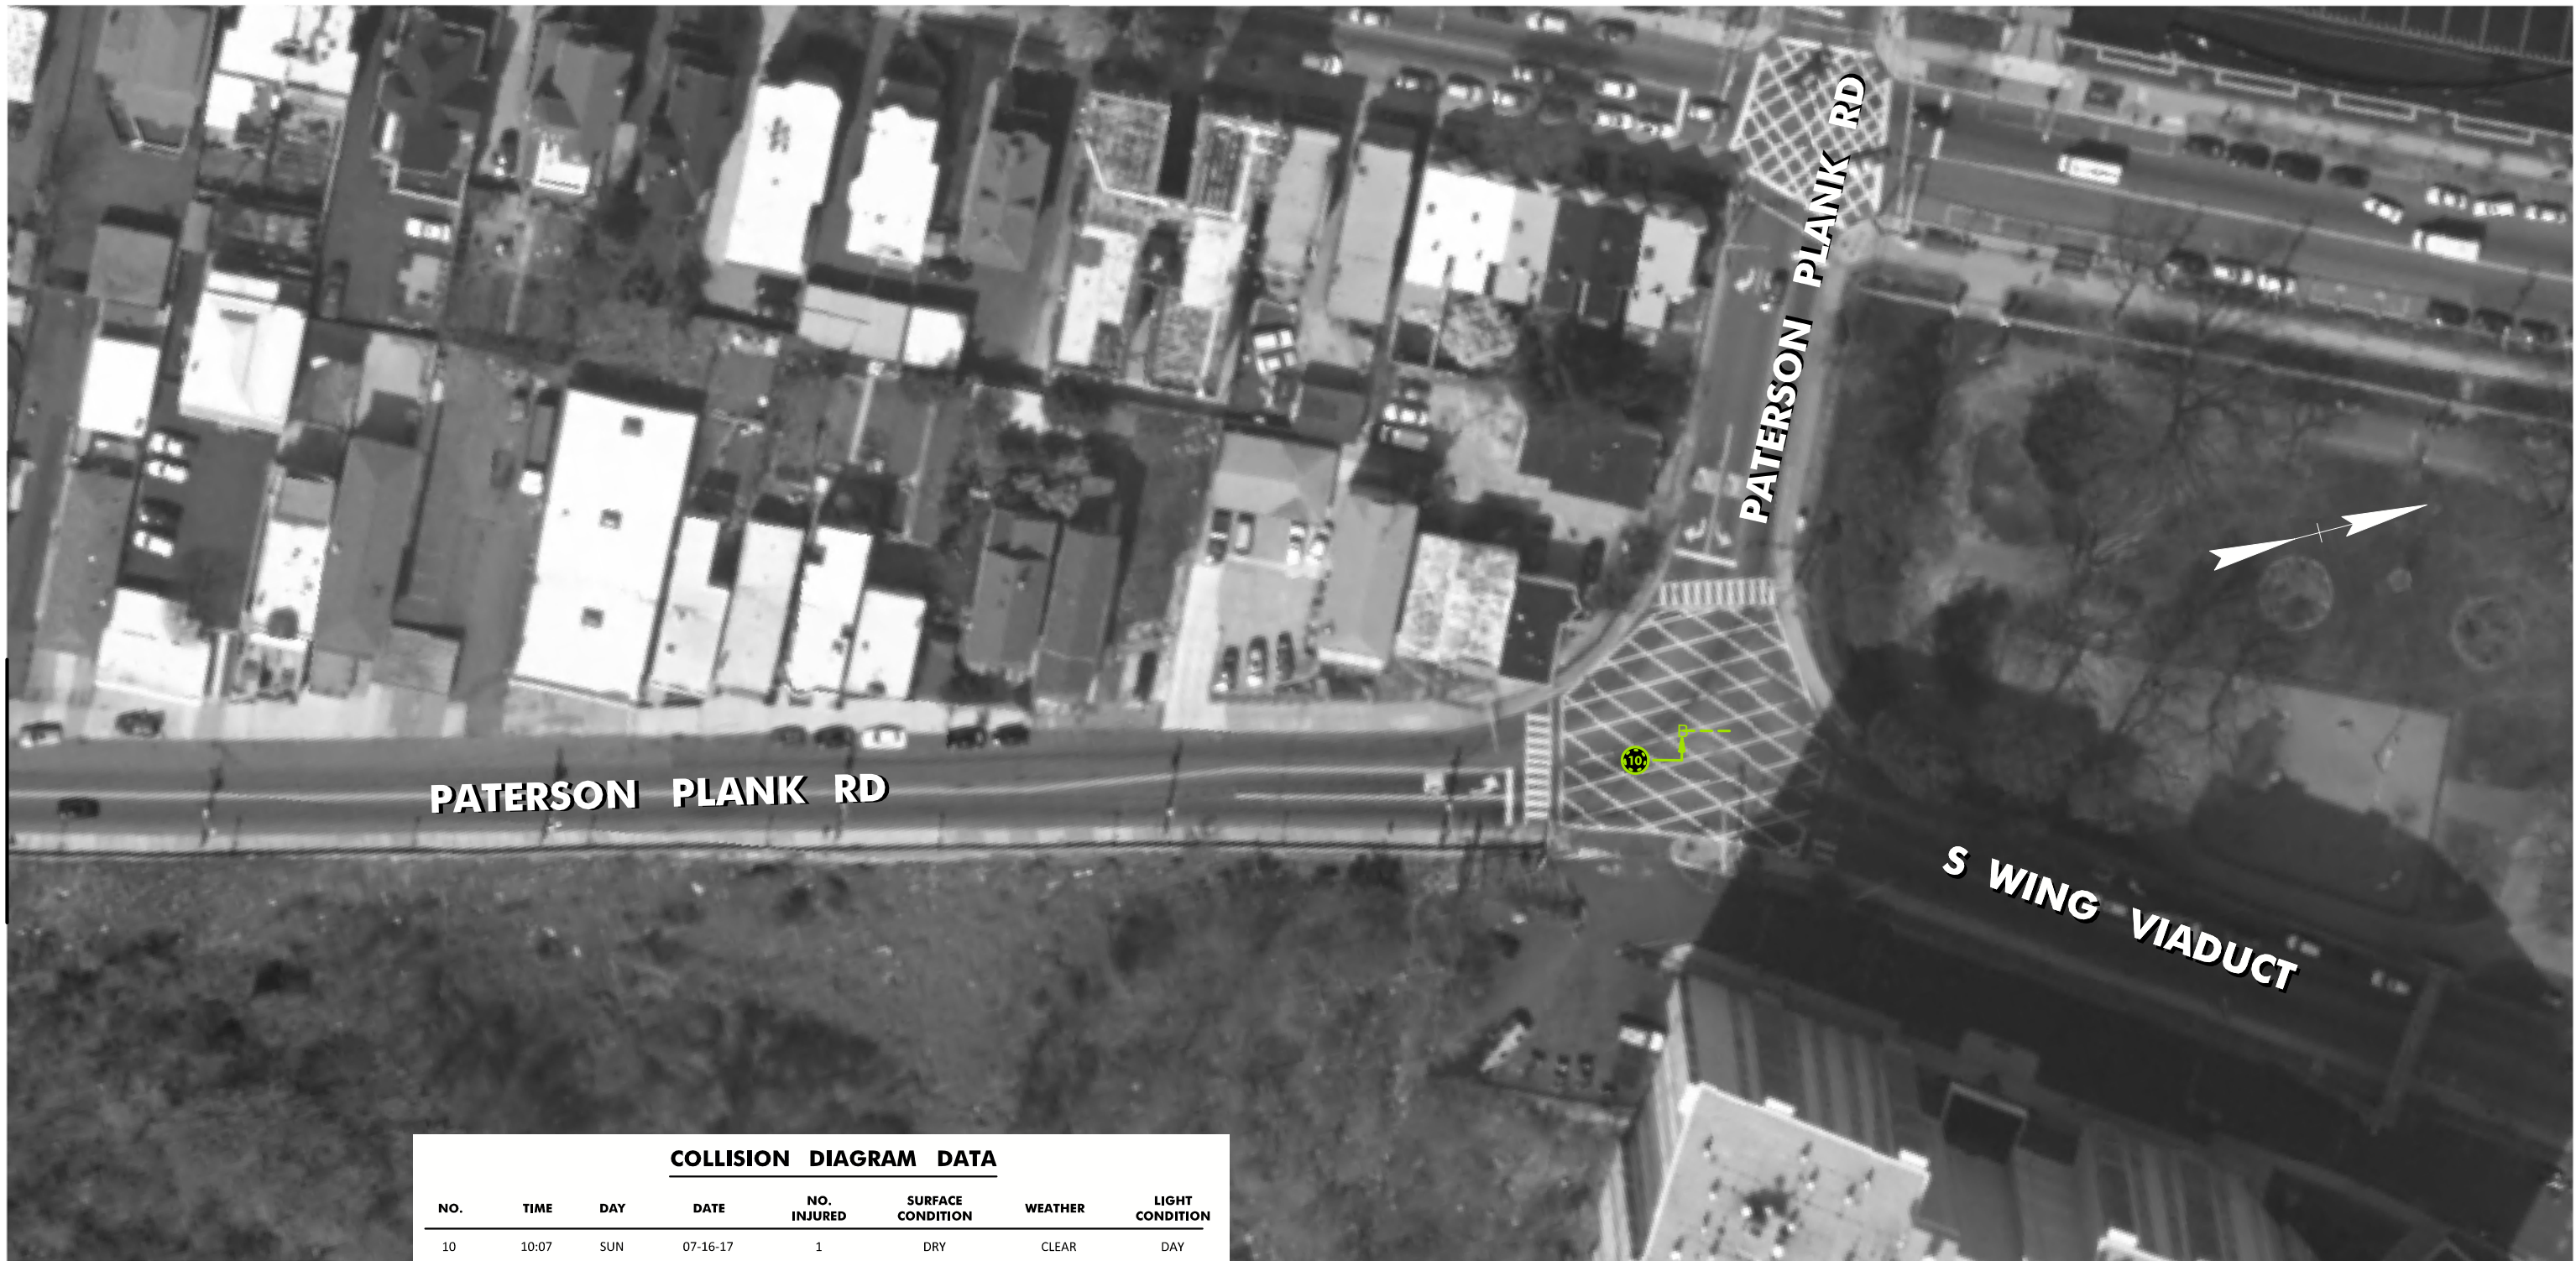 PATERSON PLANK RD
PATERSON PLANK RD
10
S WING VIADUCT
COLLISION DIAGRAM DATA
NO. TIME DAY DATE NO. INJURED SURFACE CONDITION WEATHER LIGHT CONDITION
10 10:07 SUN 07-16-17 1 DRY CLEAR DAY